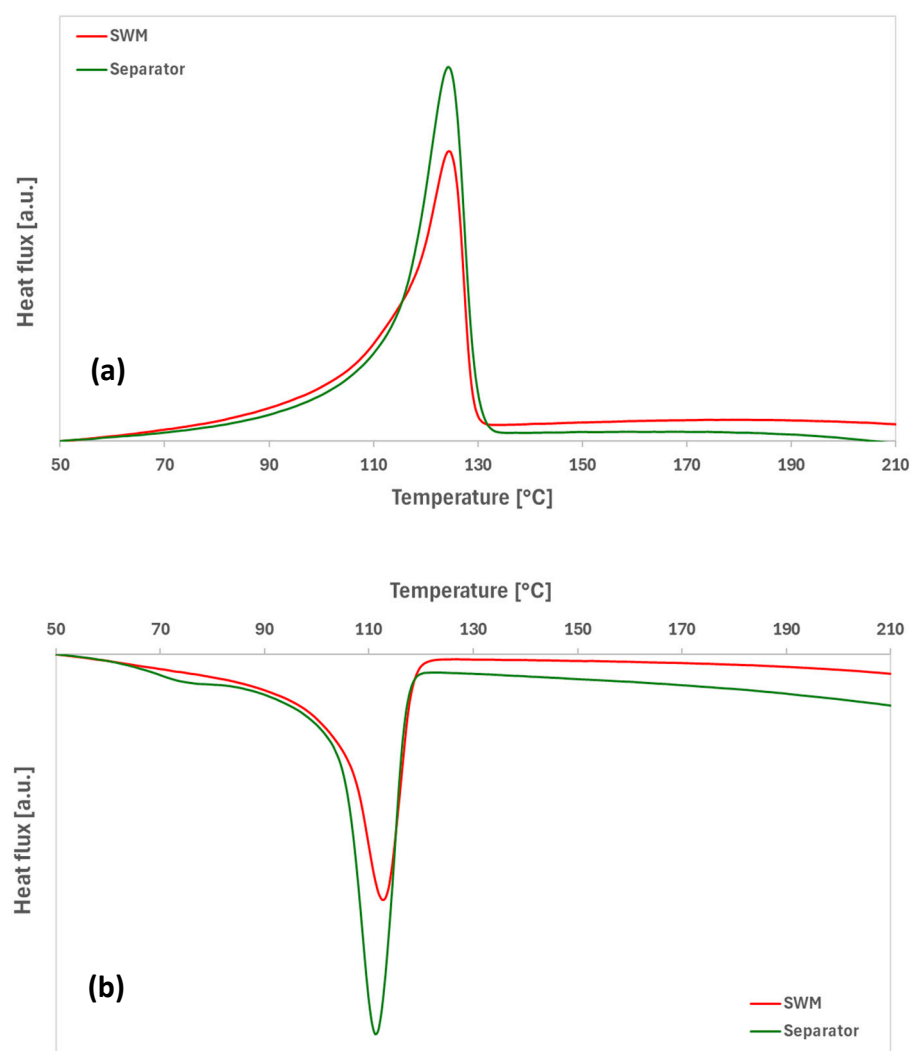 SWM
Separator
Heat flux [a.u.]
(a)
50 70 90 110 130 150 170 190 210
Temperature [°C]
Temperature [°C]
50 70 90 110 130 150 170 190 210
Heat flux [a.u.]
(b)
SWM
Separator